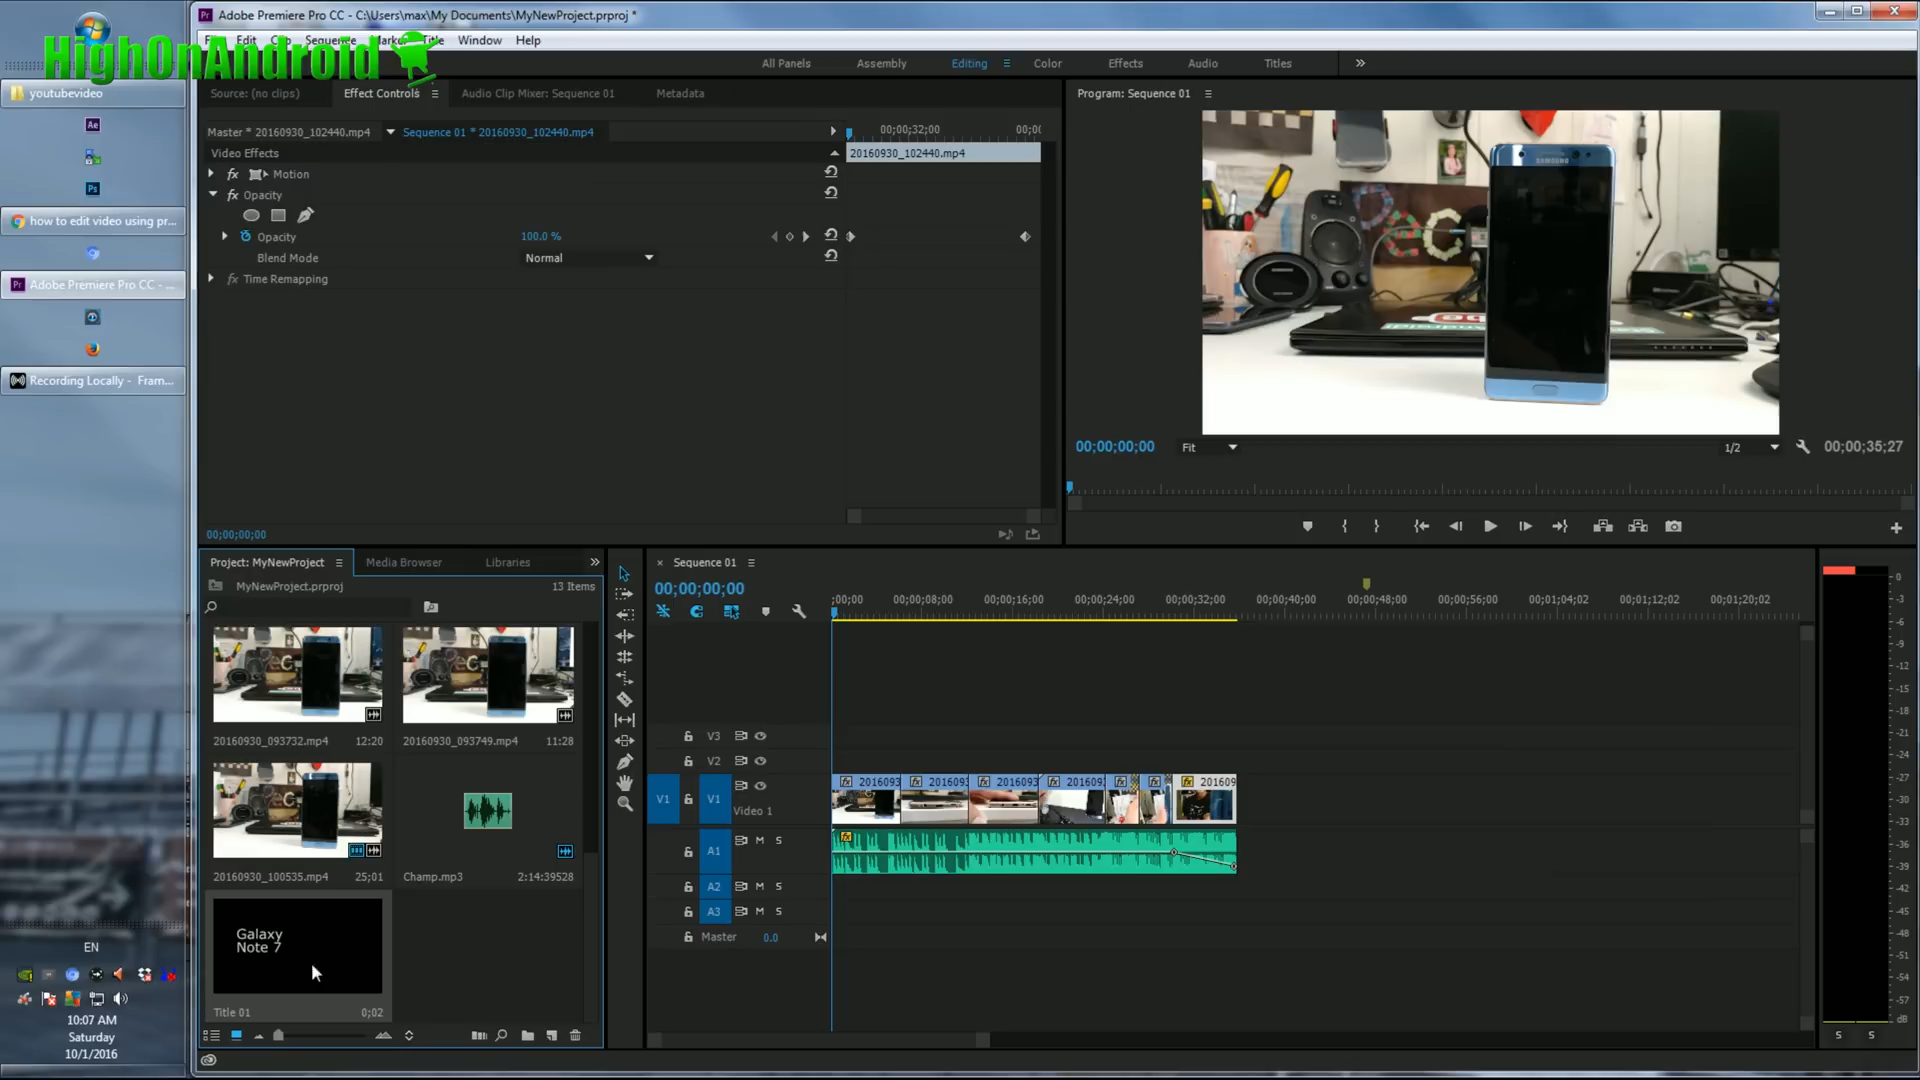 Adobe Premiere Pro CC - C:\Users\max\My Documents\MyNewProject.prproj *
HighOnAndroid
Edit Sequence Title Window Help
All Panels Assembly Editing Color Effects Audio Titles
youtubevideo
Ae
Ps
how to edit video using pr...
Adobe Premiere Pro CC - ...
Recording Locally - Fram...
Source: (no clips) Effect Controls Audio Clip Mixer: Sequence 01 Metadata
Master * 20160930_102440.mp4 Sequence 01 * 20160930_102440.mp4
00;00;32;00
Video Effects 20160930_102440.mp4
fx Motion
fx Opacity
Opacity 100.0 %
Blend Mode Normal
fx Time Remapping
00;00;00;00
Program: Sequence 01
SAMSUNG
00;00;00;00 Fit 1/2 00;00;35;27
Project: MyNewProject Media Browser Libraries
MyNewProject.prproj 13 Items
20160930_093732.mp4 12:20 20160930_093749.mp4 11:28
20160930_100535.mp4 25;01 Champ.mp3 2:14:39528
Galaxy
Note 7
Title 01 0;02
Sequence 01
00;00;00;00
;00;00 00;00;08;00 00;00;16;00 00;00;24;00 00;00;32;00 00;00;40;00 00;00;48;00 00;00;56;00 00;01;04;02 00;01;12;02 00;01;20;02
V3
V2
V1 V1
Video 1
A1 M S
A2 M S
A3 M S
Master 0.0
0
-3
-6
-9
-12
-15
-18
-21
-24
-27
-30
-33
-36
-39
-42
-45
-48
-51
-54
-57
dB
S S
EN
10:07 AM
Saturday
10/1/2016